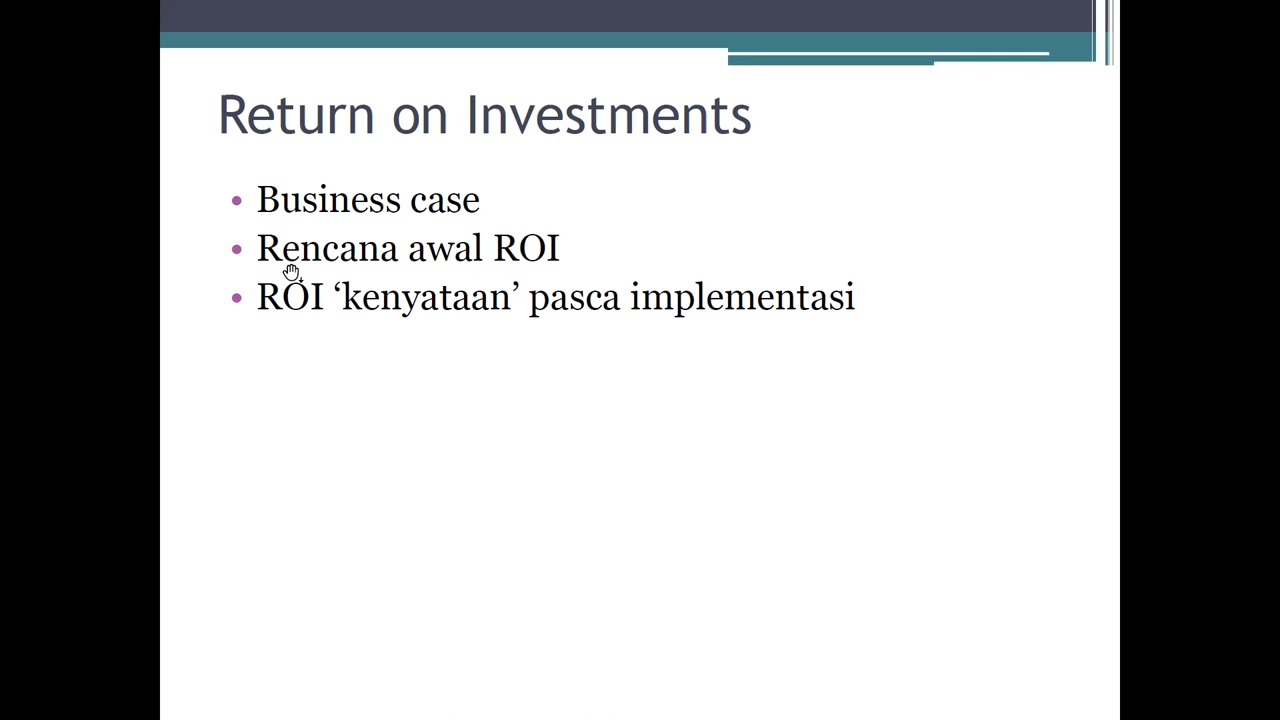 Return on Investments
• Business case
• Rencana awal ROI
• ROI ‘kenyataan’ pasca implementasi